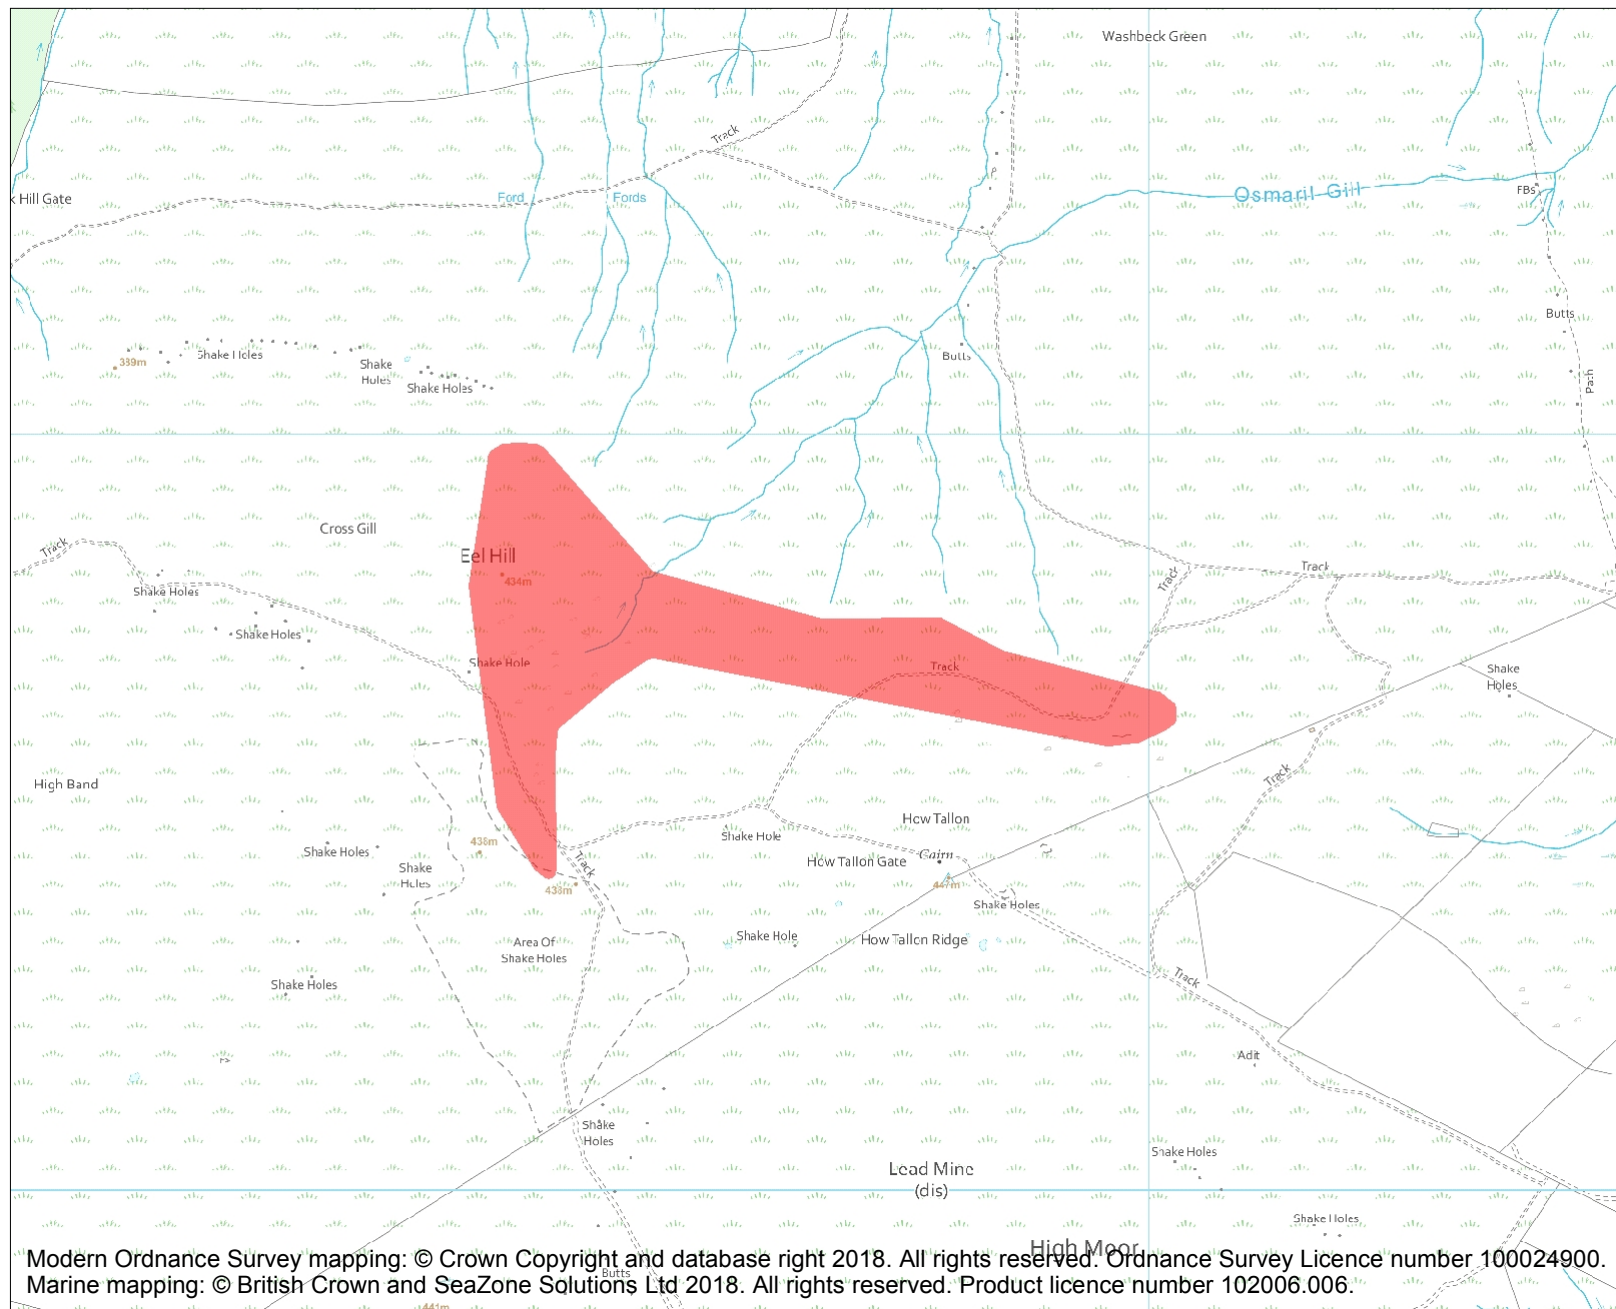 Washbeck Green
Track
Osmaril Gill
Hill Gate
Ford
Fords
FBs
Butts
Butts
389m
Shake Holes
Shake
Holes
Shake Holes
Path
Cross Gill
Track
Eel Hill
434m
Track
Track
Shake Holes
Shake Holes
Shake Hole
Track
Shake
Holes
High Band
Track
How Tallon
Shake Hole
438m
Shake Holes
How Tallon Gate
Cairn
Shake
Holes
Track
433m
447m
Shake Holes
Shake Hole
How Tallon Ridge
Area Of
Shake Holes
Shake Holes
Track
Adit
Shake
Holes
Shake Holes
Lead Mine
(dis)
Shake Holes
High Moor
Modern Ordnance Survey mapping: © Crown Copyright and database right 2018. All rights reserved. Ordnance Survey Licence number 100024900.
Butts
Marine mapping: © British Crown and SeaZone Solutions Ltd 2018. All rights reserved. Product licence number 102006.006.
441m